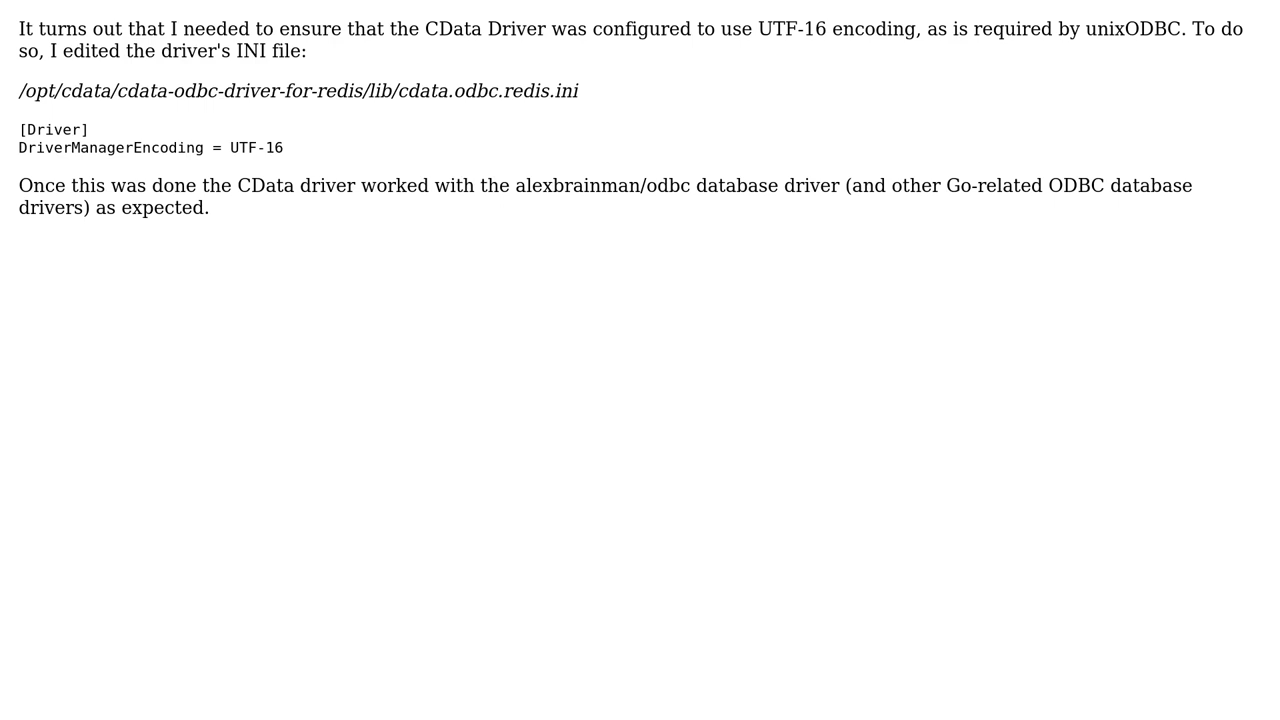 It turns out that I needed to ensure that the CData Driver was configured to use UTF-16 encoding, as is required by unixODBC. To do
so, I edited the driver's INI file:
/opt/cdata/cdata-odbc-driver-for-redis/lib/cdata.odbc.redis.ini
[Driver]
DriverManagerEncoding = UTF-16
Once this was done the CData driver worked with the alexbrainman/odbc database driver (and other Go-related ODBC database
drivers) as expected.